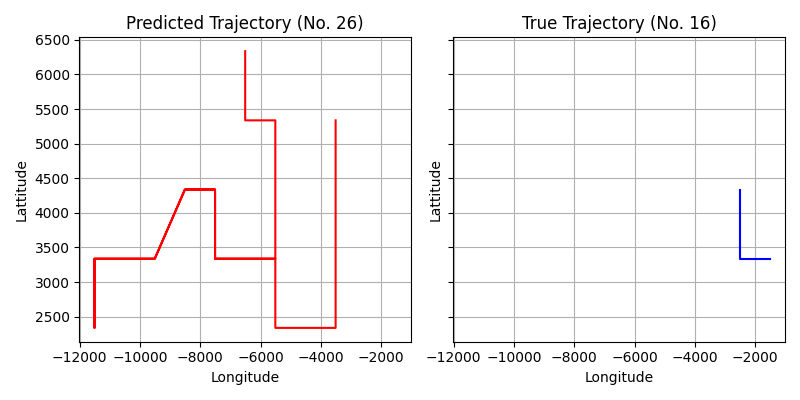 Predicted Trajectory (No. 26)
True Trajectory (No. 16)
6500
6000
5500
5000
4500
4000
3500
3000
2500
Lattitude
Lattitude
−12000 −10000 −8000 −6000 −4000 −2000
−12000 −10000 −8000 −6000 −4000 −2000
Longitude
Longitude